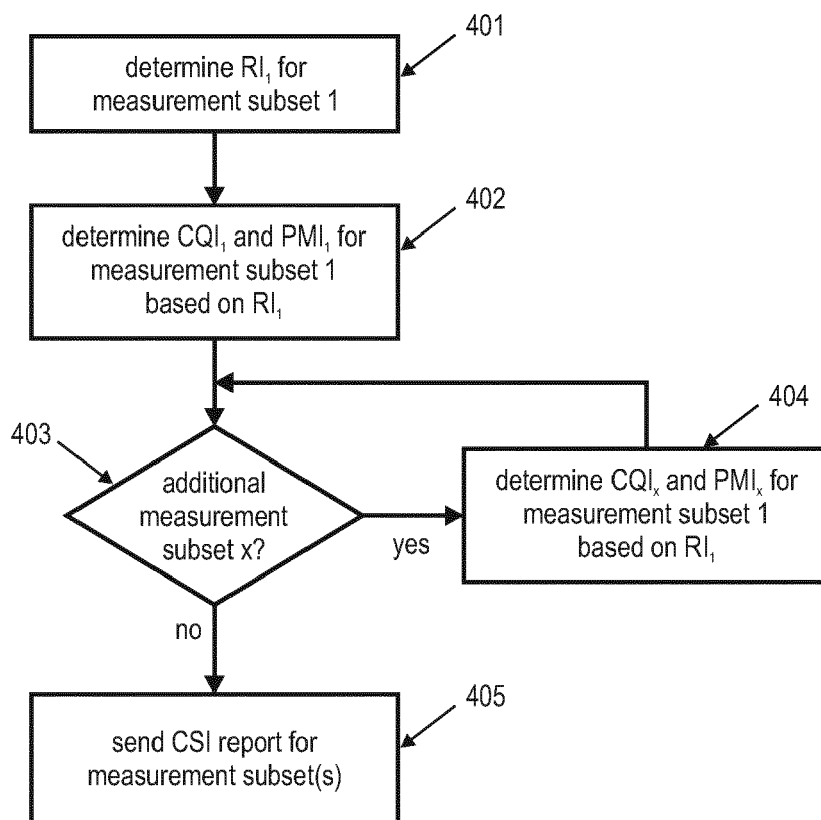 401
determine RI₁ for
measurement subset 1
402
determine CQI₁ and PMI₁ for
measurement subset 1
based on RI₁
403
additional
measurement
subset x?
yes
404
determine CQIₓ and PMIₓ for
measurement subset 1
based on RI₁
no
405
send CSI report for
measurement subset(s)